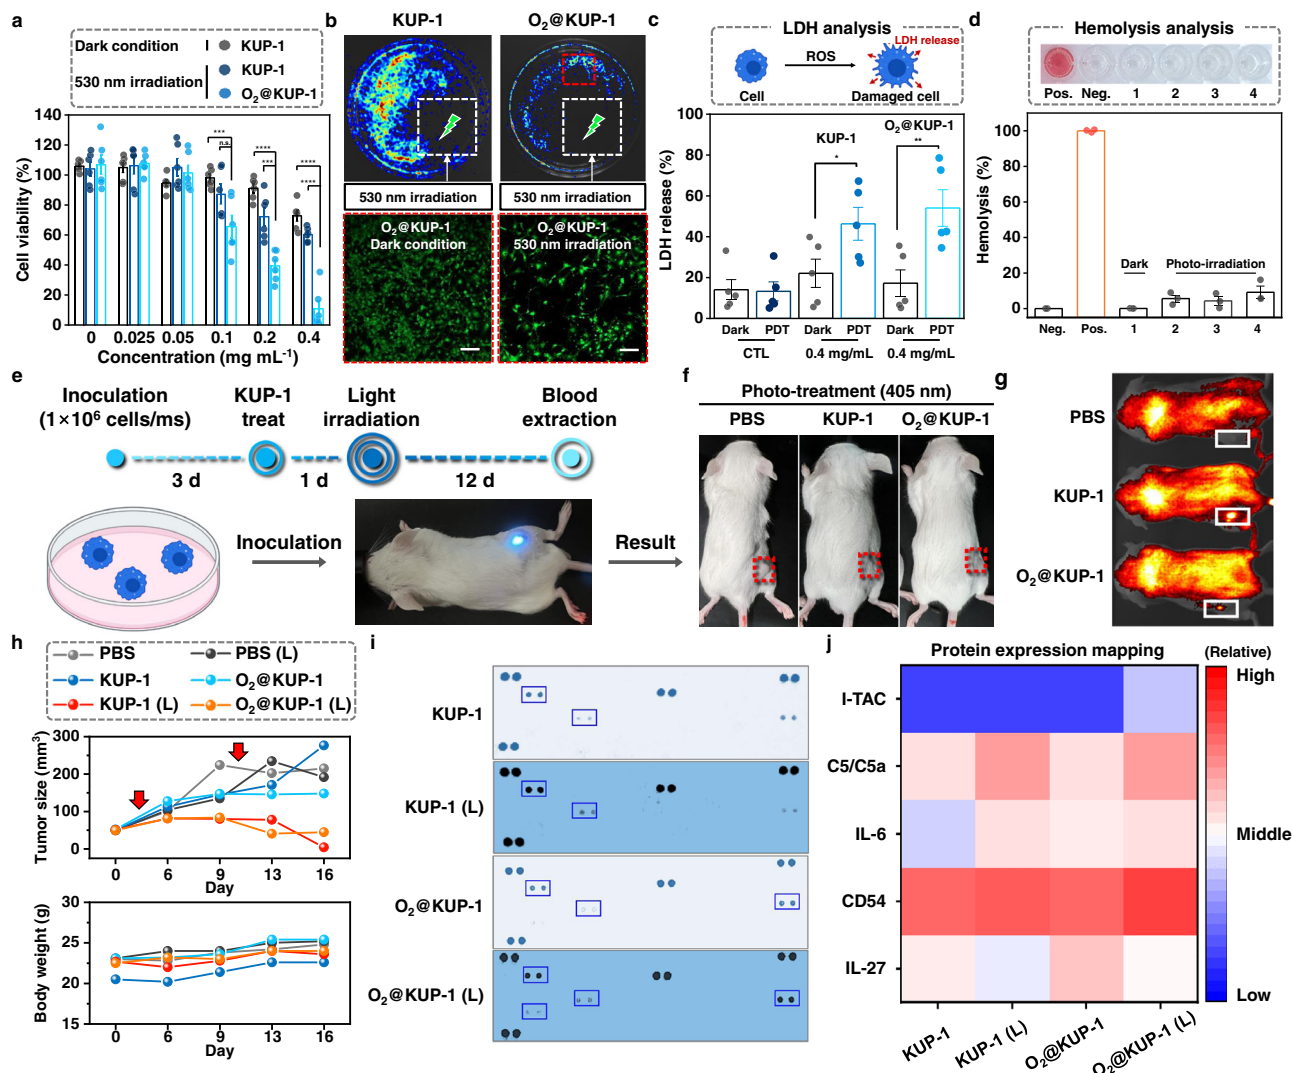 a
Dark condition
KUP-1
530 nm irradiation
KUP-1
O₂@KUP-1
Cell viability (%)
140
120
100
80
60
40
20
0
***
n.s.
****
***
****
****
0 0.025 0.05 0.1 0.2 0.4
Concentration (mg mL⁻¹)
b
KUP-1 O₂@KUP-1
530 nm irradiation 530 nm irradiation
O₂@KUP-1
Dark condition
O₂@KUP-1
530 nm irradiation
c
LDH analysis
LDH release
ROS
Cell Damaged cell
LDH release (%)
100
80
60
40
20
0
KUP-1
*
O₂@KUP-1
**
Dark PDT Dark PDT Dark PDT
CTL 0.4 mg/mL 0.4 mg/mL
d
Hemolysis analysis
Pos. Neg. 1 2 3 4
Hemolysis (%)
100
80
60
40
20
0
Dark Photo-irradiation
Neg. Pos. 1 2 3 4
e
Inoculation
(1×10⁶ cells/ms)
KUP-1
treat
Light
irradiation
Blood
extraction
3 d 1 d 12 d
Inoculation
Result
f
Photo-treatment (405 nm)
PBS KUP-1 O₂@KUP-1
g
PBS
KUP-1
O₂@KUP-1
h
PBS PBS (L)
KUP-1 O₂@KUP-1
KUP-1 (L) O₂@KUP-1 (L)
Tumor size (mm³)
300
200
100
0
0 6 9 13 16
Day
Body weight (g)
30
25
20
15
0 6 9 13 16
Day
i
KUP-1
KUP-1 (L)
O₂@KUP-1
O₂@KUP-1 (L)
j
Protein expression mapping
(Relative)
High
Middle
Low
I-TAC
C5/C5a
IL-6
CD54
IL-27
KUP-1
KUP-1 (L)
O₂@KUP-1
O₂@KUP-1 (L)